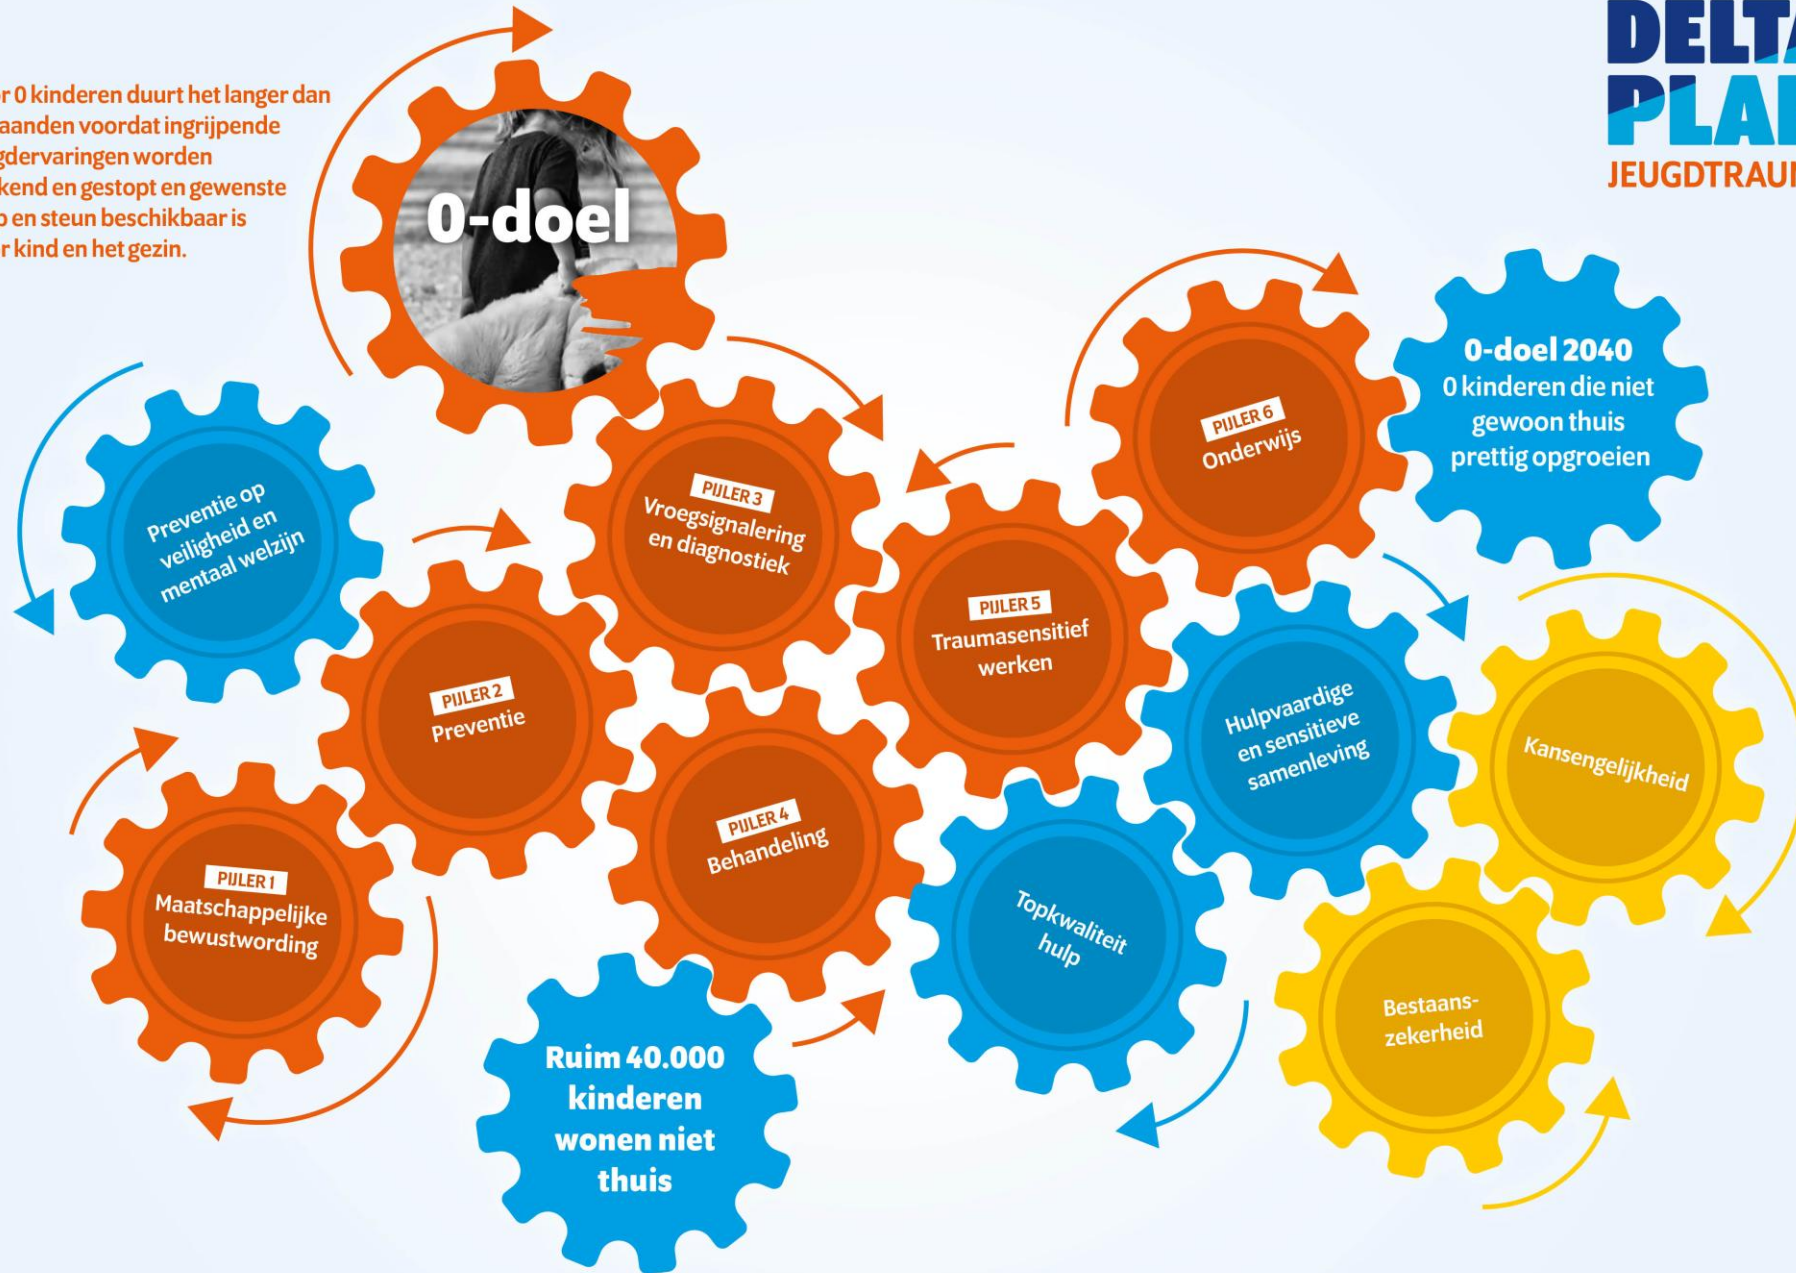 0 kinderen duurt het langer dan
voordat ingrijpende
worden
en gestopt en gewenste
en steun beschikbaar is
kind en het gezin.
0-doel
DELTA
PLAN
0-doel 2040
0 kinderen die niet
gewoon thuis
prettig opgroeien
PIJLER 6
Onderwijs
PIJLER 3
Vroegsignalering
en diagnostiek
Preventie op
veiligheid en
mentaal welzijn
PIJLER 5
Traumasensitief
werken
PIJLER 2
Preventie
Hulpvaardige
en sensitieve
samenleving
Kansengelijkheid
PIJLER 4
Behandeling
PIJLER 1
Maatschappelijke
bewustwording
Topkwaliteit
hulp
Bestaans-
zekerheid
Ruim 40.000
kinderen
wonen niet
thuis